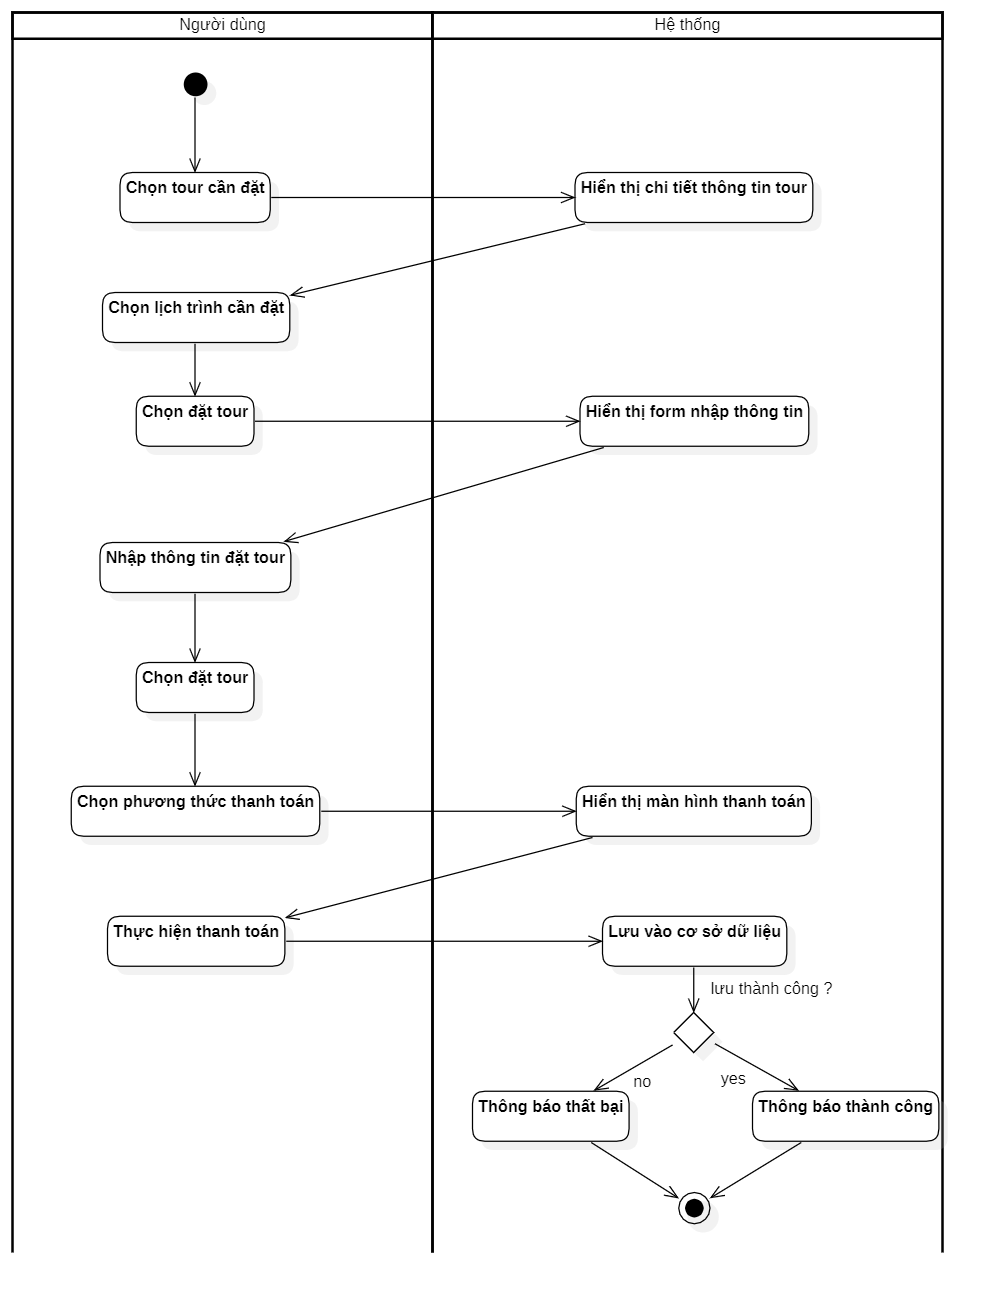 Người dùng
Hệ thống
Chọn tour cần đặt
Hiển thị chi tiết thông tin tour
Chọn lịch trình cần đặt
Chọn đặt tour
Hiển thị form nhập thông tin
Nhập thông tin đặt tour
Chọn đặt tour
Chọn phương thức thanh toán
Hiển thị màn hình thanh toán
Thực hiện thanh toán
Lưu vào cơ sở dữ liệu
lưu thành công ?
no
yes
Thông báo thất bại
Thông báo thành công